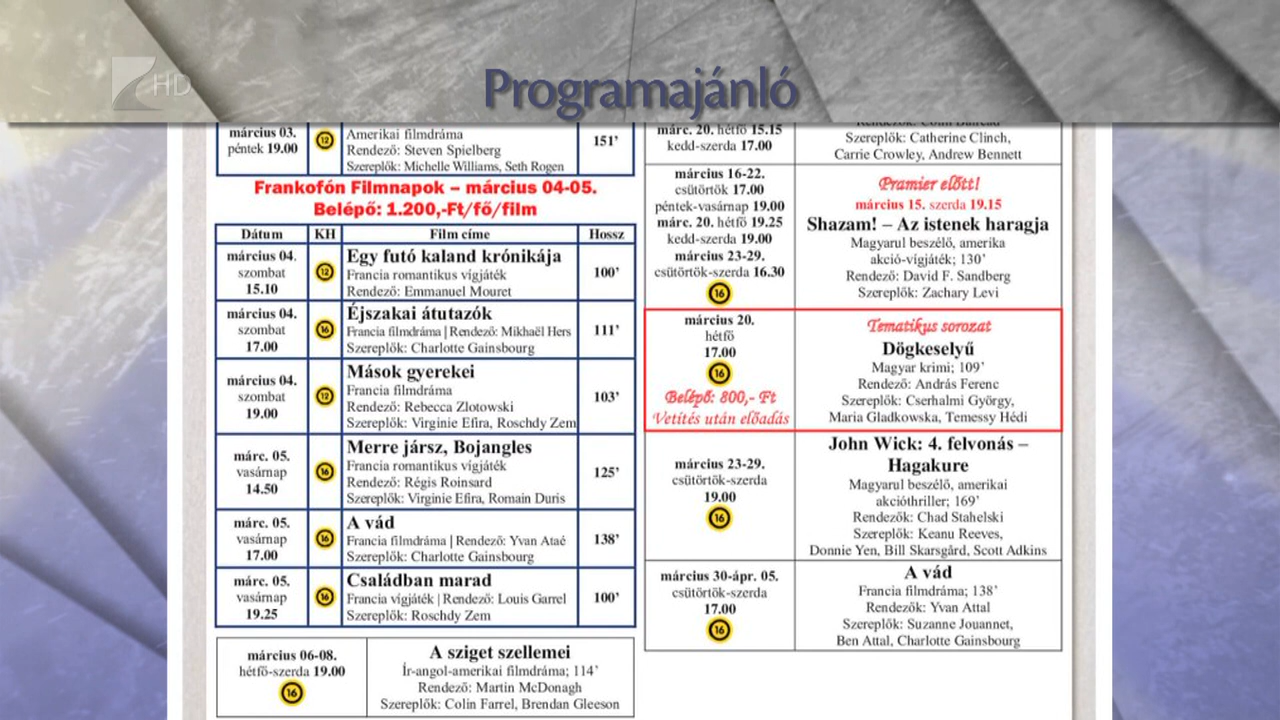 HD
Programajánló
március 03.
péntek 19.00
12
Amerikai filmdráma
Rendező: Steven Spielberg
Szereplők: Michelle Williams, Seth Rogen
151’
Frankofón Filmnapok – március 04-05.
Belépő: 1.200,-Ft/fő/film
Dátum KH Film címe Hossz
március 04.
szombat
15.10
12
Egy futó kaland krónikája
Francia romantikus vígjáték
Rendező: Emmanuel Mouret
100’
március 04.
szombat
17.00
16
Éjszakai átutazók
Francia filmdráma | Rendező: Mikhaël Hers
Szereplők: Charlotte Gainsbourg
111’
március 04.
szombat
19.00
12
Mások gyerekei
Francia filmdráma
Rendező: Rebecca Zlotowski
Szereplők: Virginie Efira, Roschdy Zem
103’
márc. 05.
vasárnap
14.50
16
Merre jársz, Bojangles
Francia romantikus vígjáték
Rendező: Régis Roinsard
Szereplők: Virginie Efira, Romain Duris
125’
márc. 05.
vasárnap
17.00
16
A vád
Francia filmdráma | Rendező: Yvan Ataé
Szereplők: Charlotte Gainsbourg
138’
márc. 05.
vasárnap
19.25
16
Családban marad
Francia vígjáték | Rendező: Louis Garrel
Szereplők: Roschdy Zem
100’
március 06-08.
hétfő-szerda 19.00
16
A sziget szellemei
Ír-angol-amerikai filmdráma; 114’
Rendező: Martin McDonagh
Szereplők: Colin Farrel, Brendan Gleeson
márc. 20. hétfő 15.15
kedd-szerda 17.00
Szereplők: Catherine Clinch,
Carrie Crowley, Andrew Bennett
március 16-22.
csütörtök 17.00
péntek-vasárnap 19.00
márc. 20. hétfő 19.25
kedd-szerda 19.00
március 23-29.
csütörtök-szerda 16.30
16
Pramier előtt!
március 15. szerda 19.15
Shazam! – Az istenek haragja
Magyarul beszélő, amerika
akció-vígjáték; 130’
Rendező: David F. Sandberg
Szereplők: Zachary Levi
március 20.
hétfő
17.00
16
Belépő: 800,- Ft
Vetítés után előadás
Tematikus sorozat
Dögkeselyű
Magyar krimi; 109’
Rendező: András Ferenc
Szereplők: Cserhalmi György,
Maria Gladkowska, Temessy Hédi
március 23-29.
csütörtök-szerda
19.00
16
John Wick: 4. felvonás –
Hagakure
Magyarul beszélő, amerikai
akcióthriller; 169’
Rendezők: Chad Stahelski
Szereplők: Keanu Reeves,
Donnie Yen, Bill Skarsgård, Scott Adkins
március 30-ápr. 05.
csütörtök-szerda
17.00
16
A vád
Francia filmdráma; 138’
Rendezők: Yvan Attal
Szereplők: Suzanne Jouannet,
Ben Attal, Charlotte Gainsbourg